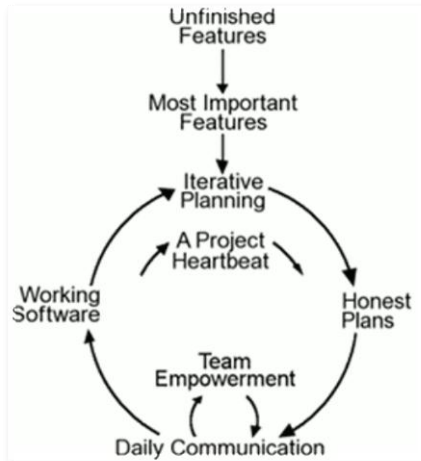 Unfinished
Features
Most Important
Features
Iterative
Planning
A Project
Heartbeat
Working
Software
Honest
Plans
Team
Empowerment
Daily Communication